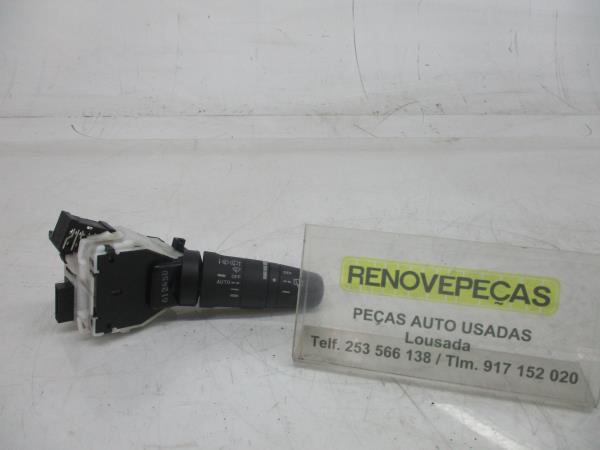 AUTO
OFF
RENOVEPEÇAS
PEÇAS AUTO USADAS
Lousada
Telf. 253 566 138 / Tlm. 917 152 020